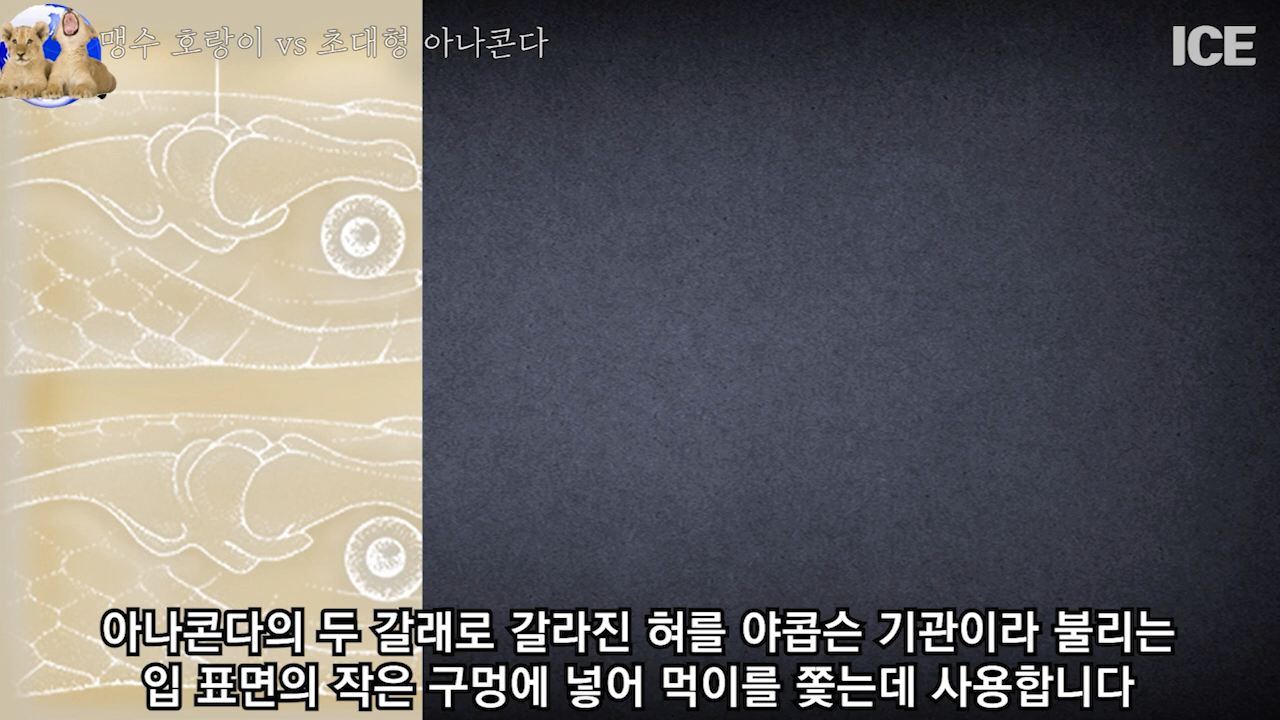 맹수 호랑이 vs 초대형 아나콘다
ICE
아나콘다의 두 갈래로 갈라진 혀를 야콥슨 기관이라 불리는
입 표면의 작은 구멍에 넣어 먹이를 쫓는데 사용합니다